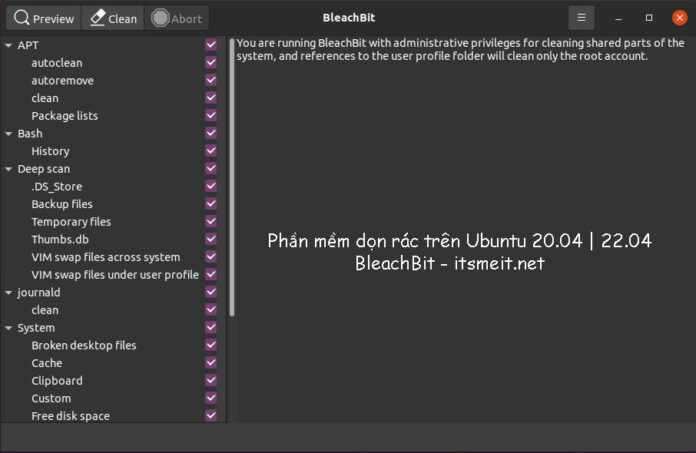 Preview
Clean
Abort
BleachBit
APT
autoclean
autoremove
clean
Package lists
Bash
History
Deep scan
.DS_Store
Backup files
Temporary files
Thumbs.db
VIM swap files across system
VIM swap files under user profile
journald
clean
System
Broken desktop files
Cache
Clipboard
Custom
Free disk space
You are running BleachBit with administrative privileges for cleaning shared parts of the
system, and references to the user profile folder will clean only the root account.
Phần mềm dọn rác trên Ubuntu 20.04 | 22.04
BleachBit - itsmeit.net